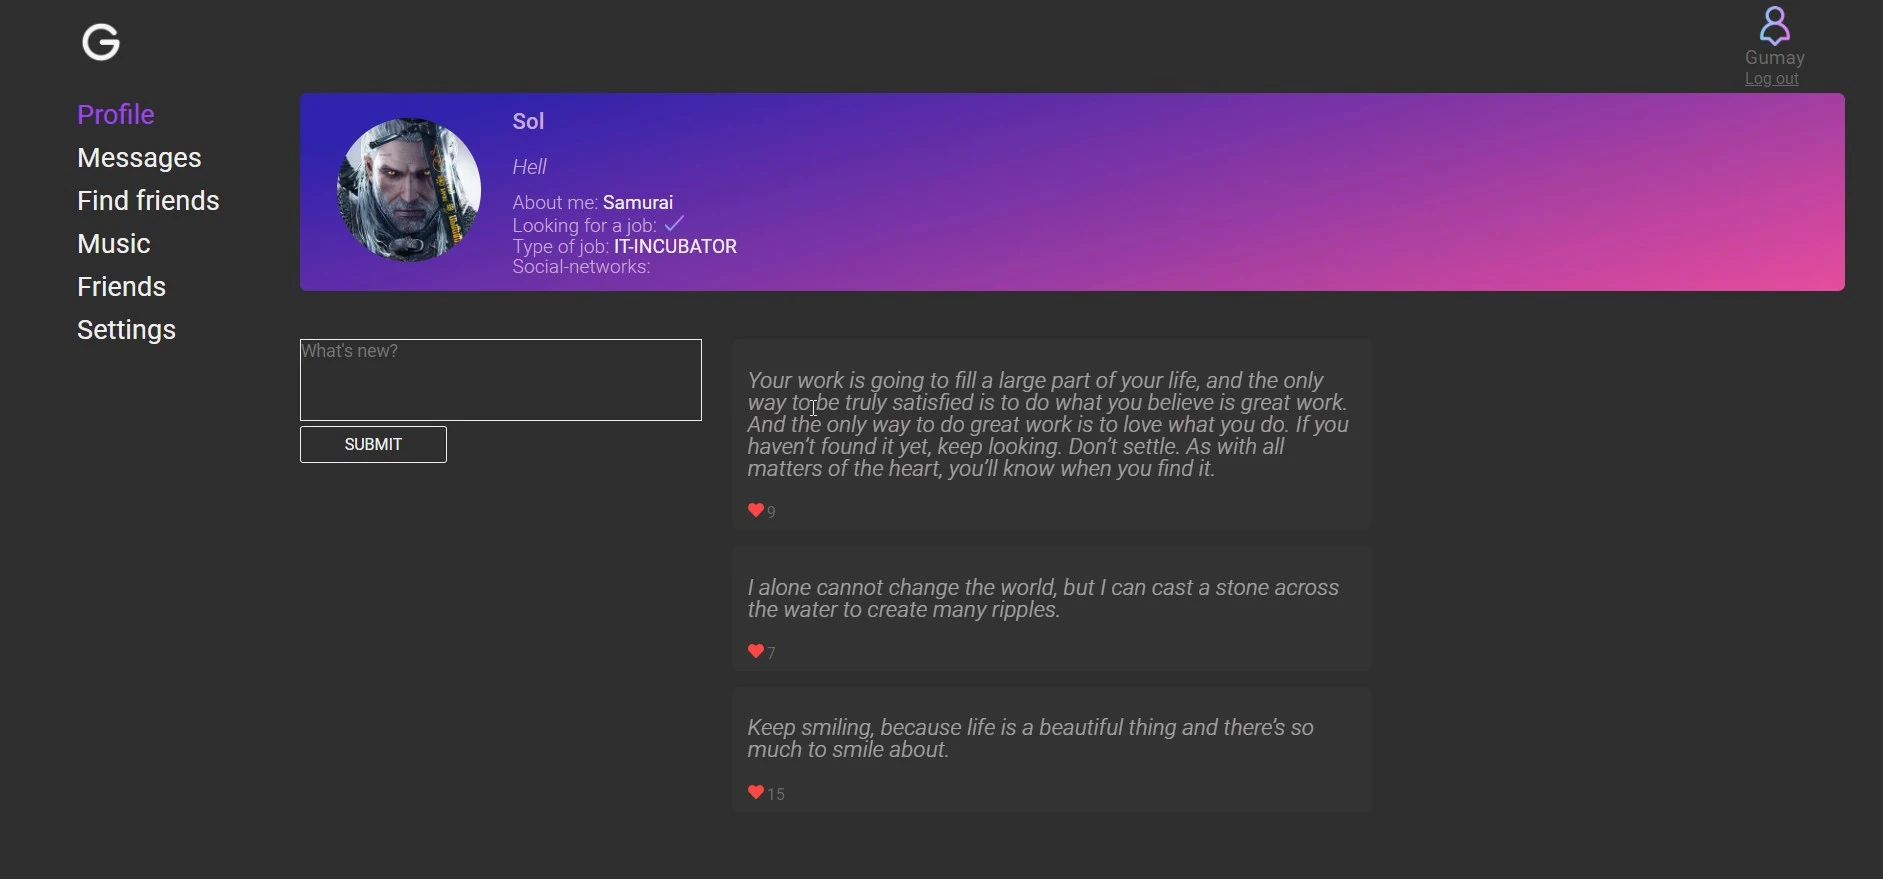 G
Gumay
Log out
Profile
Messages
Find friends
Music
Friends
Settings
Sol
Hell
About me: Samurai
Looking for a job:
Type of job: IT-INCUBATOR
Social-networks:
What's new?
SUBMIT
Your work is going to fill a large part of your life, and the only
way to be truly satisfied is to do what you believe is great work.
And the only way to do great work is to love what you do. If you
haven’t found it yet, keep looking. Don’t settle. As with all
matters of the heart, you’ll know when you find it.
9
I alone cannot change the world, but I can cast a stone across
the water to create many ripples.
7
Keep smiling, because life is a beautiful thing and there’s so
much to smile about.
15